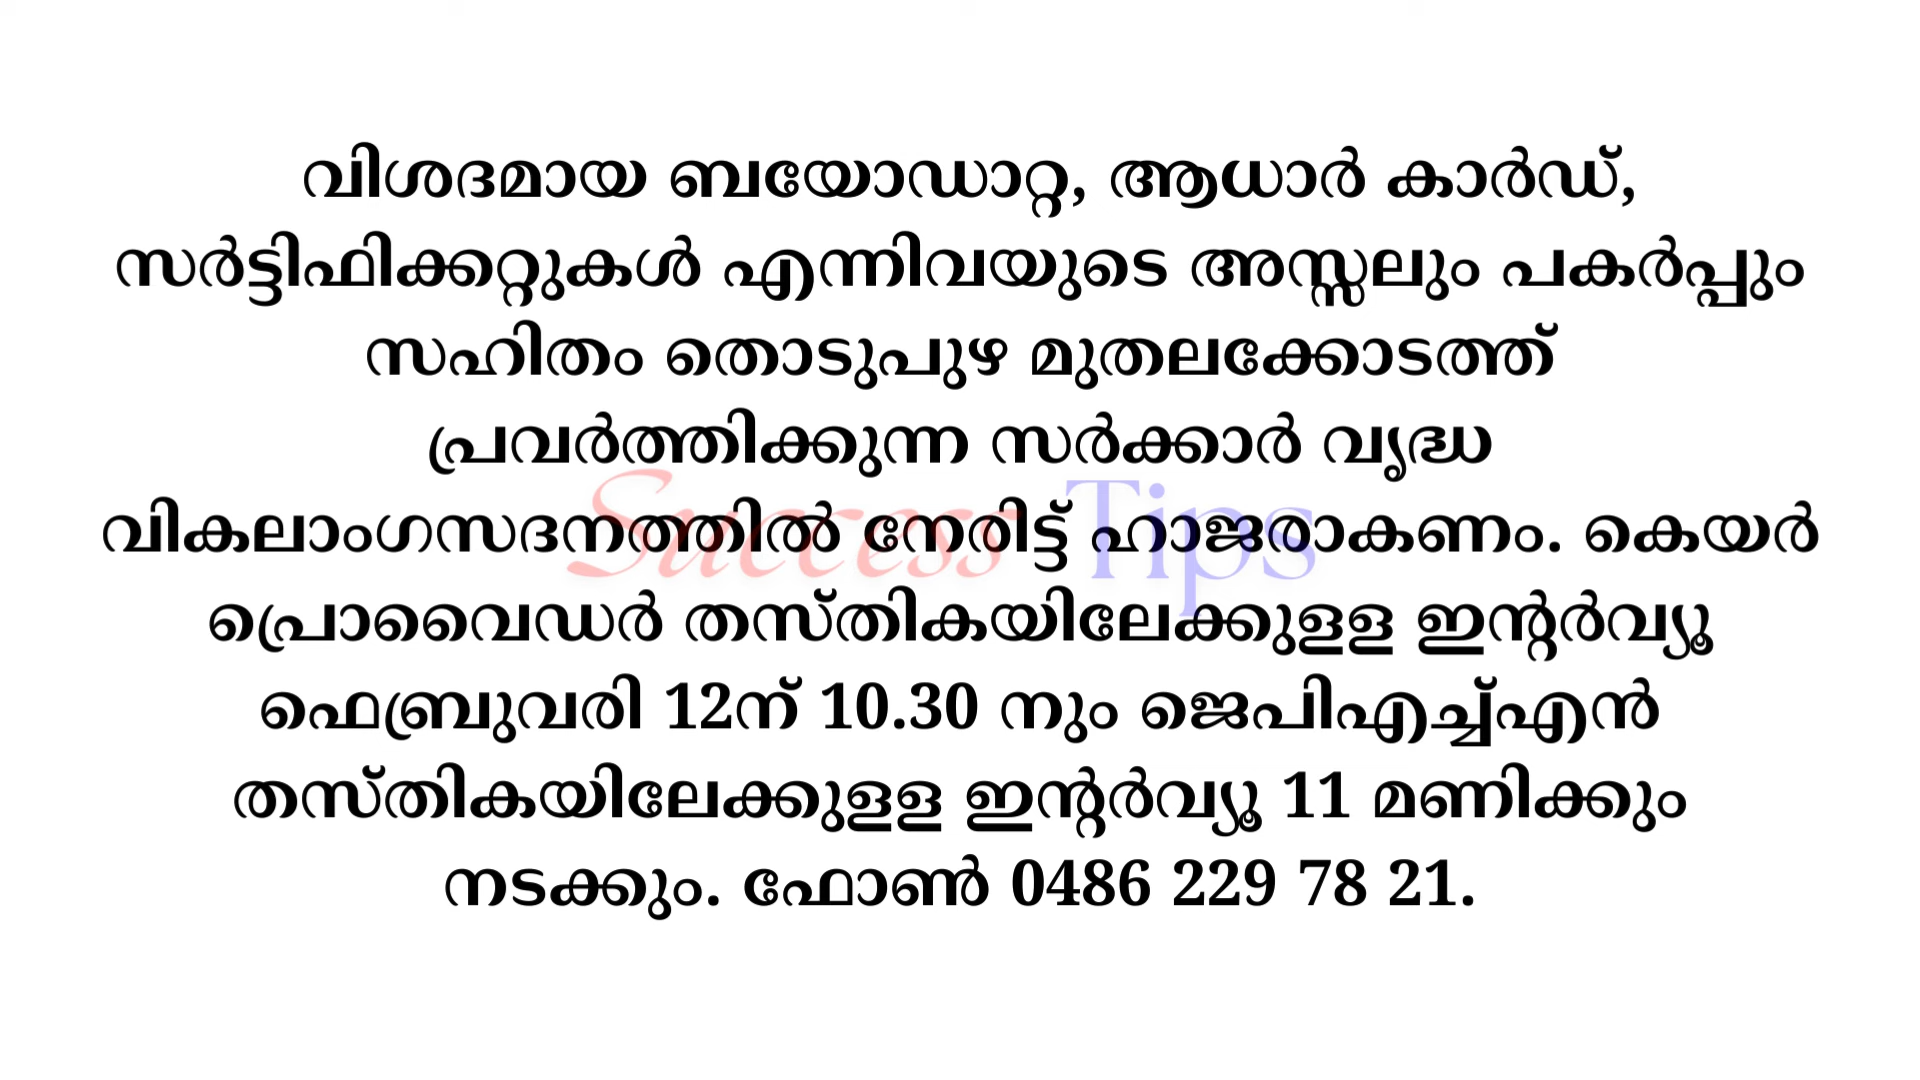 വിശദമായ ബയോഡാറ്റ, ആധാർ കാർഡ്,
സർട്ടിഫിക്കറ്റുകൾ എന്നിവയുടെ അസ്സലും പകർപ്പും
സഹിതം തൊടുപുഴ മുതലക്കോടത്ത്
പ്രവർത്തിക്കുന്ന സർക്കാർ വൃദ്ധ
വികലാംഗസദനത്തിൽ നേരിട്ട് ഹാജരാകണം. കെയർ
പ്രൊവൈഡർ തസ്തികയിലേക്കുളള ഇന്റർവ്യൂ
ഫെബ്രുവരി 12ന് 10.30 നും ജെപിഎച്ച്എൻ
തസ്തികയിലേക്കുളള ഇന്റർവ്യൂ 11 മണിക്കും
നടക്കും. ഫോൺ 0486 229 78 21.
Success Tips